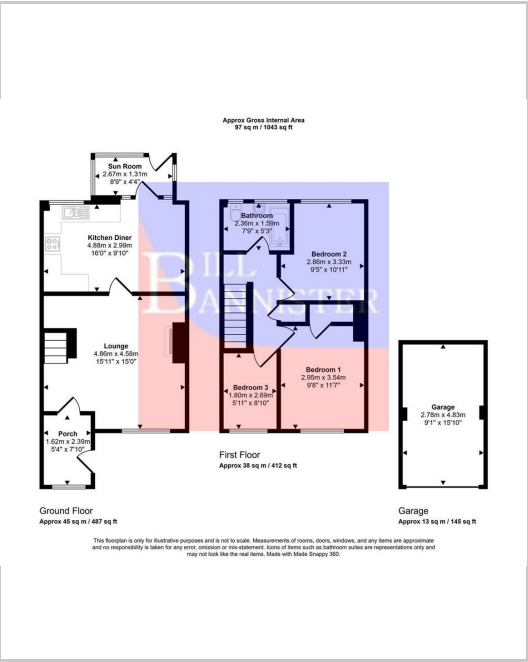 Approx Gross Internal Area
97 sq m / 1043 sq ft
Sun Room
2.67m x 1.31m
8'9" x 4'4"
Kitchen Diner
4.88m x 2.99m
16'0" x 9'10"
Lounge
4.86m x 4.58m
15'11" x 15'0"
Porch
1.62m x 2.39m
5'4" x 7'10"
Ground Floor
Approx 45 sq m / 487 sq ft
Bathroom
2.36m x 1.59m
7'9" x 5'3"
Bedroom 2
2.86m x 3.33m
9'5" x 10'11"
BILL
BANNISTER
Bedroom 1
2.95m x 3.54m
9'8" x 11'7"
Bedroom 3
1.80m x 2.69m
5'11" x 8'10"
First Floor
Approx 38 sq m / 412 sq ft
Garage
2.78m x 4.83m
9'1" x 15'10"
Garage
Approx 13 sq m / 145 sq ft
This floorplan is only for illustrative purposes and is not to scale. Measurements of rooms, doors, windows, and any items are approximate
and no responsibility is taken for any error, omission or mis-statement. Icons of items such as bathroom suites are representations only and
may not look like the real items. Made with Made Snappy 360.